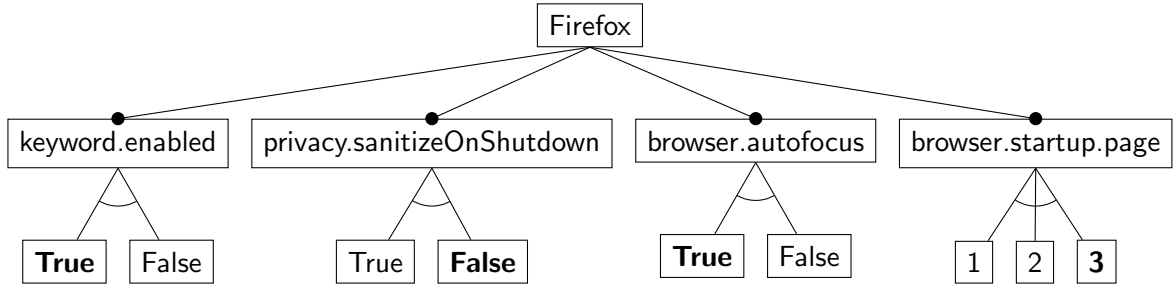 Firefox
keyword.enabled
privacy.sanitizeOnShutdown
browser.autofocus
browser.startup.page
True
False
True
False
True
False
1
2
3